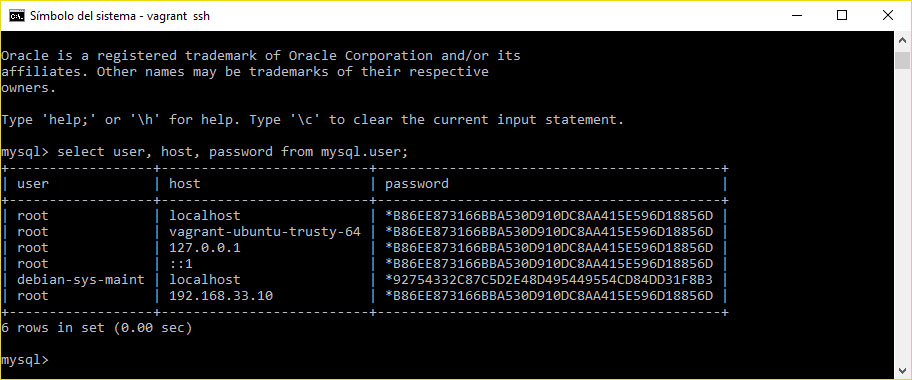 Símbolo del sistema - vagrant  ssh
Oracle is a registered trademark of Oracle Corporation and/or its
affiliates. Other names may be trademarks of their respective
owners.
Type 'help;' or '\h' for help. Type '\c' to clear the current input statement.
mysql> select user, host, password from mysql.user;
+------------------+--------------------------+-------------------------------------------+
| user             | host                     | password                                  |
+------------------+--------------------------+-------------------------------------------+
| root             | localhost                | *B86EE873166BBA530D910DC8AA415E596D18856D |
| root             | vagrant-ubuntu-trusty-64 | *B86EE873166BBA530D910DC8AA415E596D18856D |
| root             | 127.0.0.1                | *B86EE873166BBA530D910DC8AA415E596D18856D |
| root             | ::1                      | *B86EE873166BBA530D910DC8AA415E596D18856D |
| debian-sys-maint | localhost                | *92754332C87C5D2E48D495449554CD84DD31F8B3 |
| root             | 192.168.33.10            | *B86EE873166BBA530D910DC8AA415E596D18856D |
+------------------+--------------------------+-------------------------------------------+
6 rows in set (0.00 sec)
mysql>